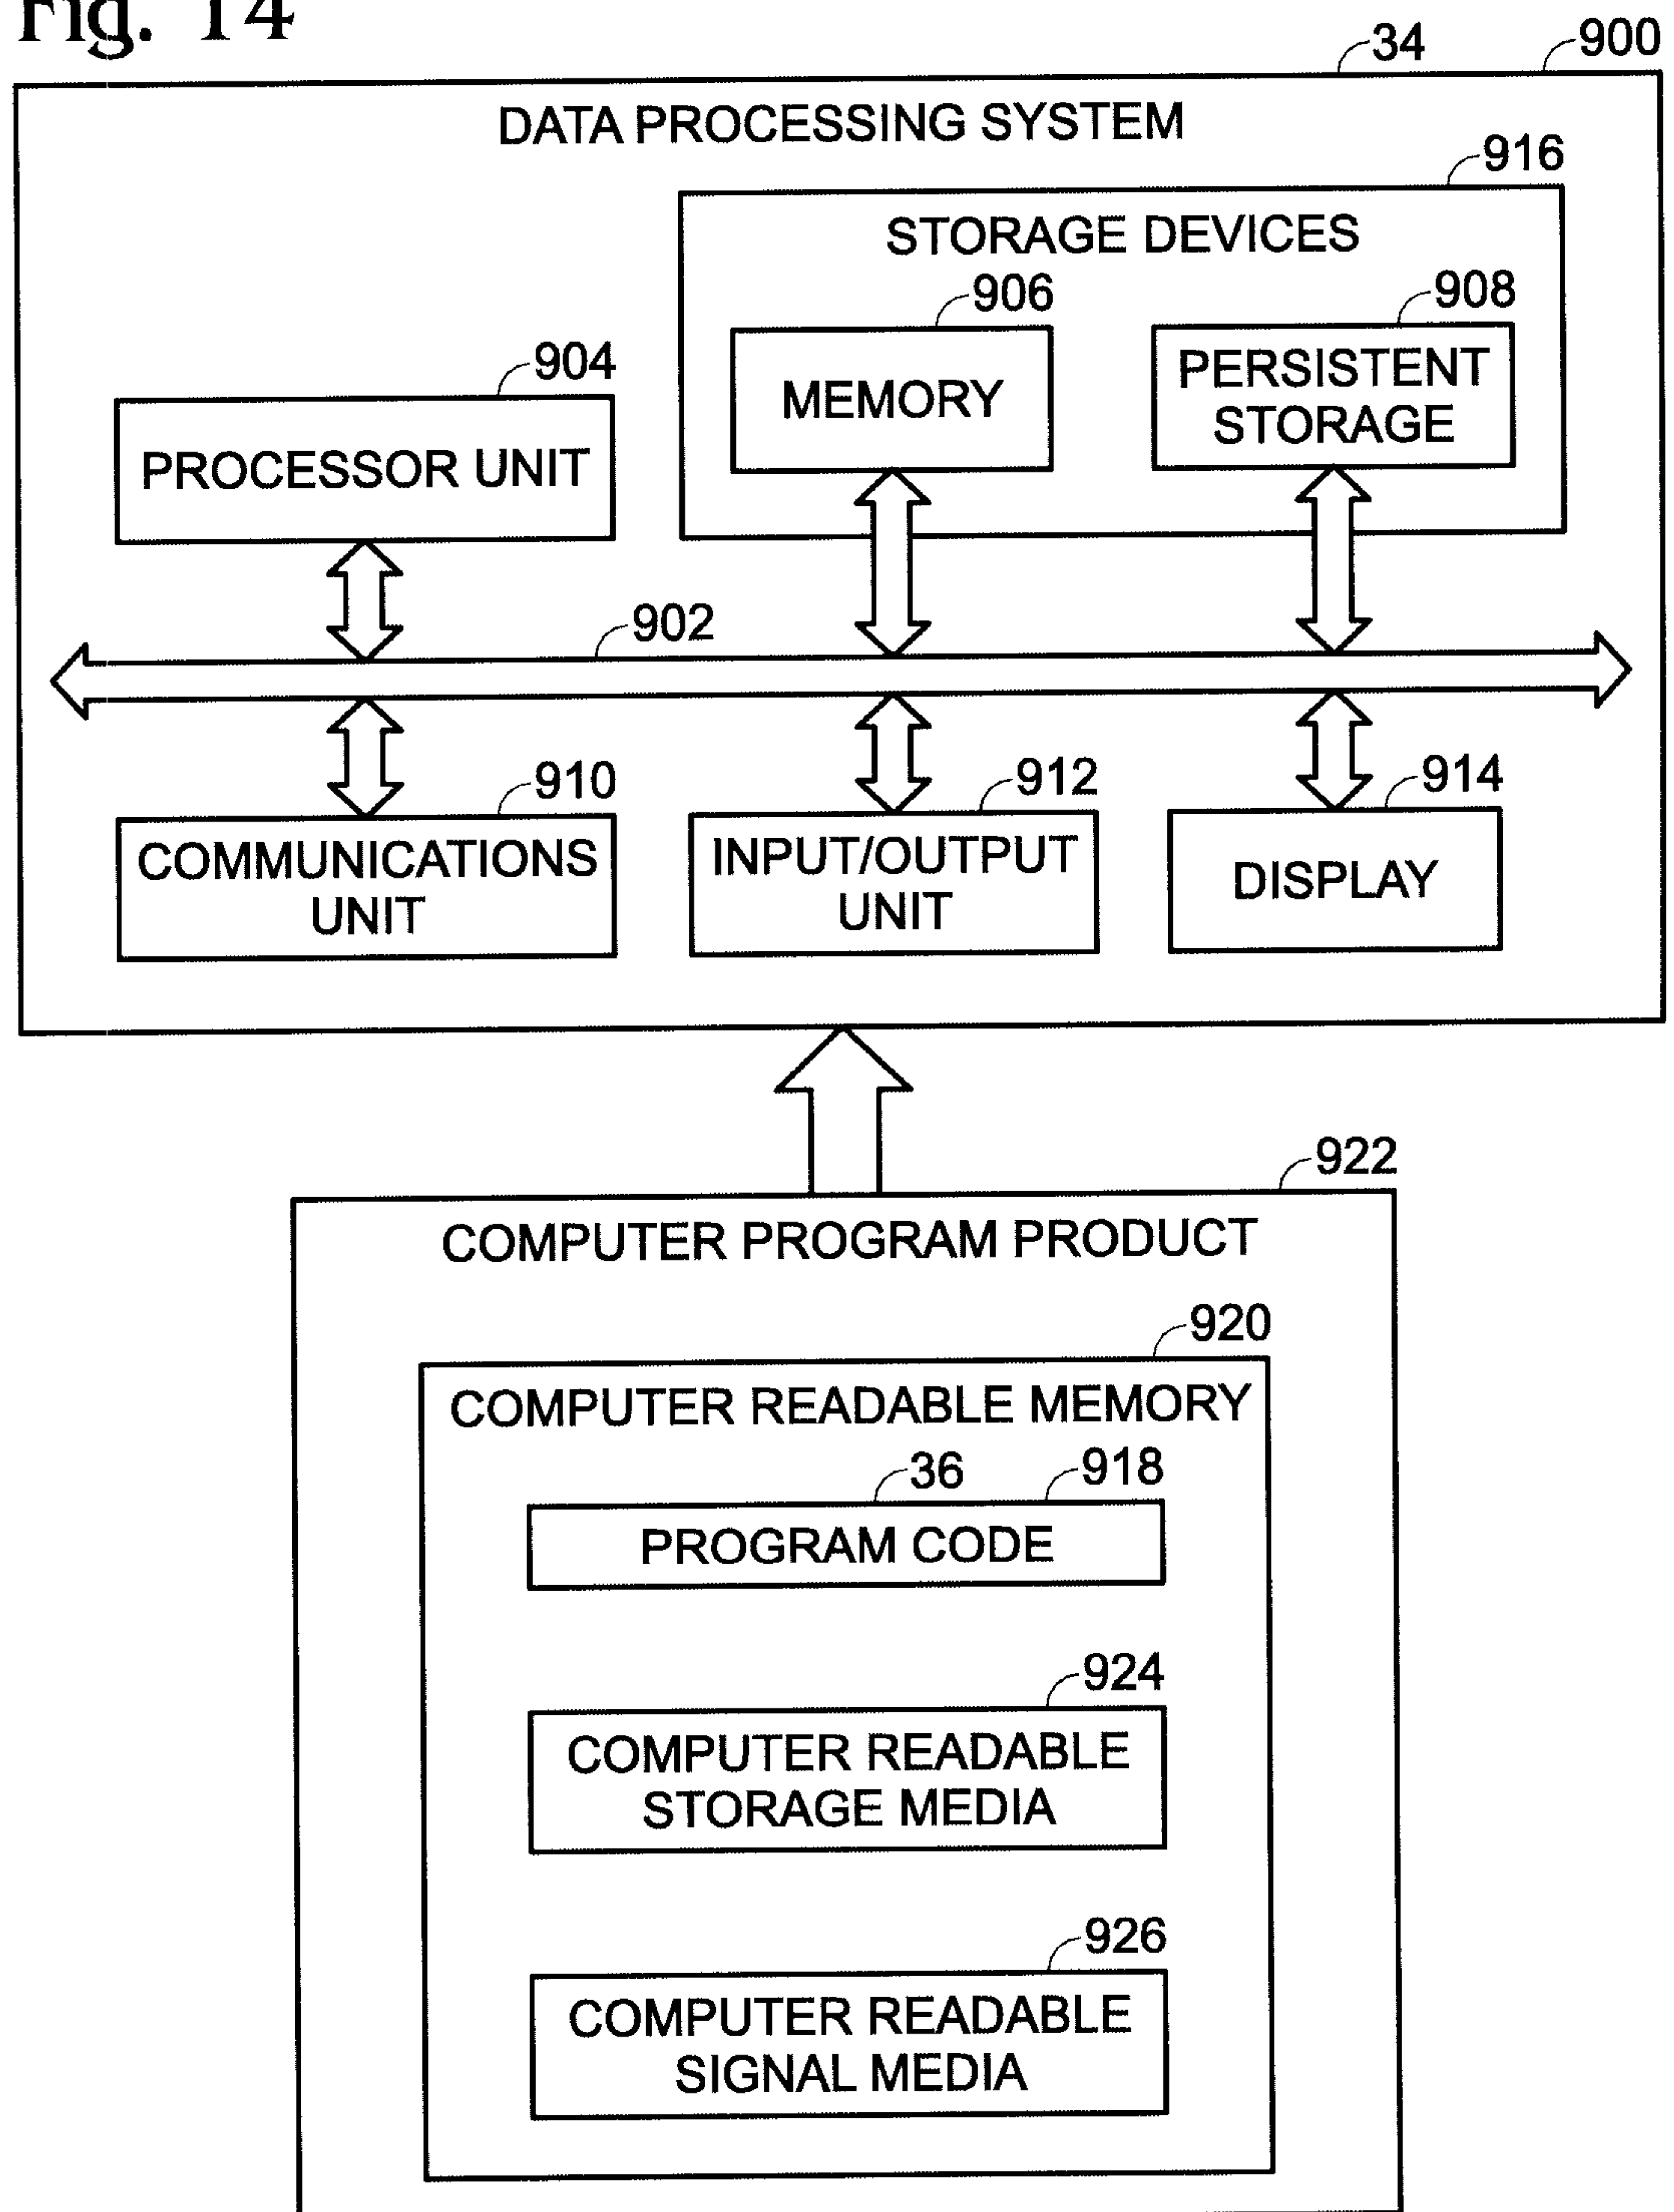 Fig. 14
34
900
DATA PROCESSING SYSTEM
916
STORAGE DEVICES
906
908
MEMORY
PERSISTENT
STORAGE
904
PROCESSOR UNIT
902
910
912
914
COMMUNICATIONS
UNIT
INPUT/OUTPUT
UNIT
DISPLAY
922
COMPUTER PROGRAM PRODUCT
920
COMPUTER READABLE MEMORY
36
918
PROGRAM CODE
924
COMPUTER READABLE
STORAGE MEDIA
926
COMPUTER READABLE
SIGNAL MEDIA